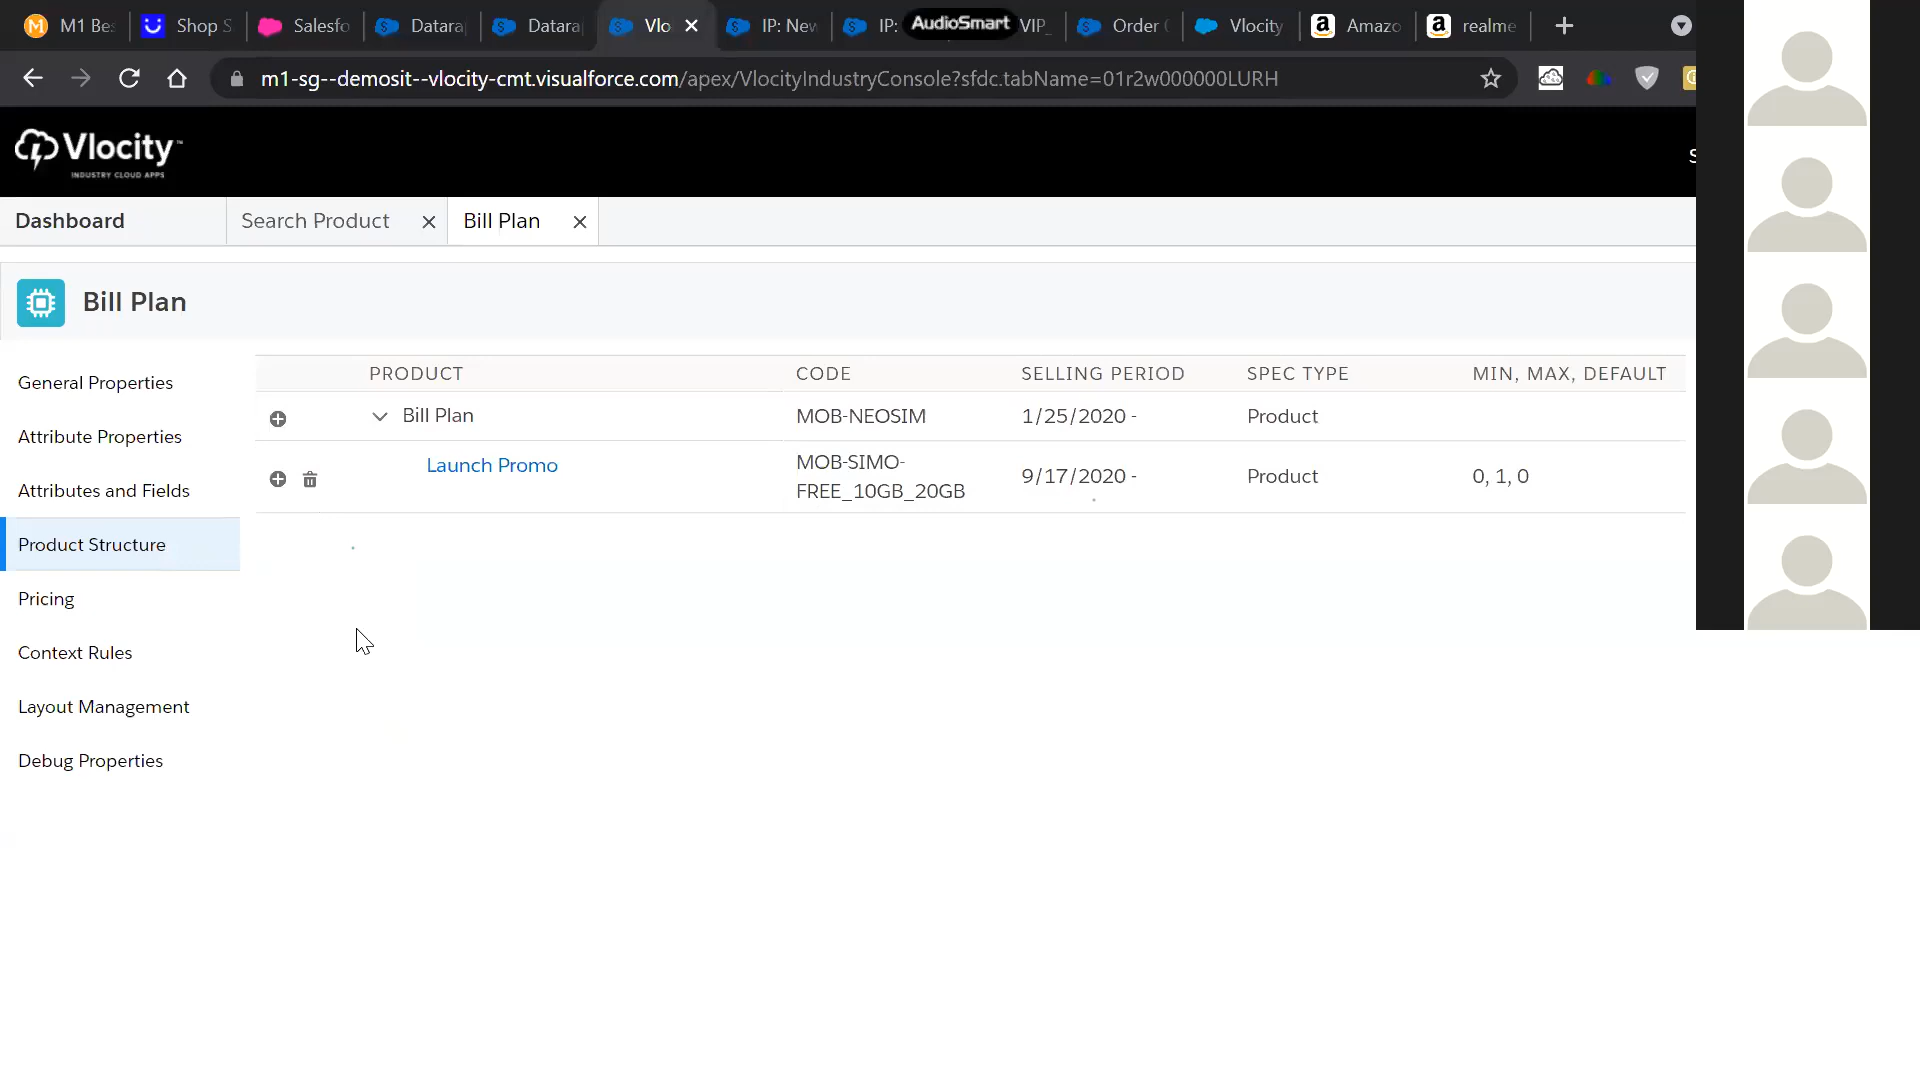 M1 Be
Shop S
Salesfo
Datara
Datara
Vlo
IP: Nev
IP:
AudioSmart
VIP_
Order
Vlocity
Amazo
realme
m1-sg--demosit--vlocity-cmt.visualforce.com/apex/VlocityIndustryConsole?sfdc.tabName=01r2w000000LURH
Vlocity
INDUSTRY CLOUD APPS
Dashboard
Search Product
Bill Plan
Bill Plan
General Properties
Attribute Properties
Attributes and Fields
Product Structure
Pricing
Context Rules
Layout Management
Debug Properties
PRODUCT CODE SELLING PERIOD SPEC TYPE MIN, MAX, DEFAULT
Bill Plan MOB-NEOSIM 1/25/2020 - Product
Launch Promo MOB-SIMO-
FREE_10GB_20GB 9/17/2020 - Product 0, 1, 0